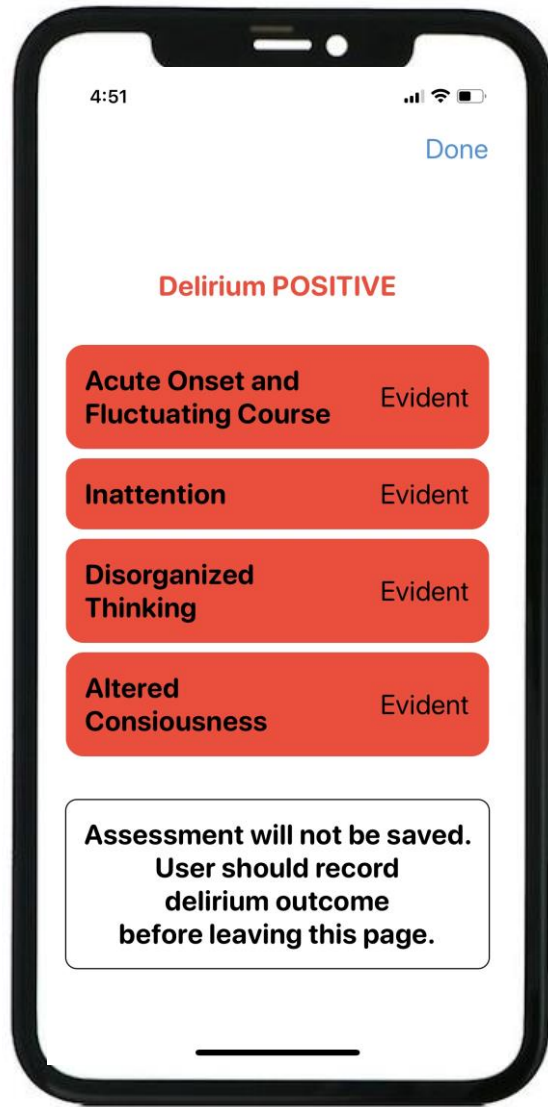 4:51
Done
Delirium POSITIVE
Acute Onset and
Fluctuating Course
Evident
Inattention
Evident
Disorganized
Thinking
Evident
Altered
Consiousness
Evident
Assessment will not be saved.
User should record
delirium outcome
before leaving this page.